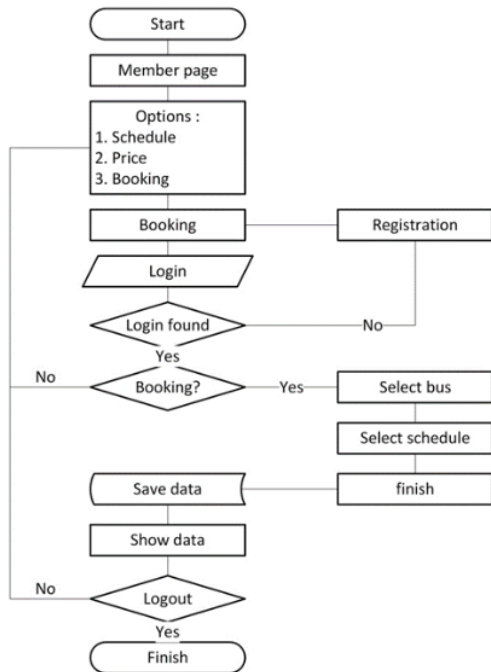 Start
Member page
Options :
1. Schedule
2. Price
3. Booking
Booking
Registration
Login
Login found
No
Yes
No
Booking?
Yes
Select bus
Select schedule
Save data
finish
Show data
No
Logout
Yes
Finish